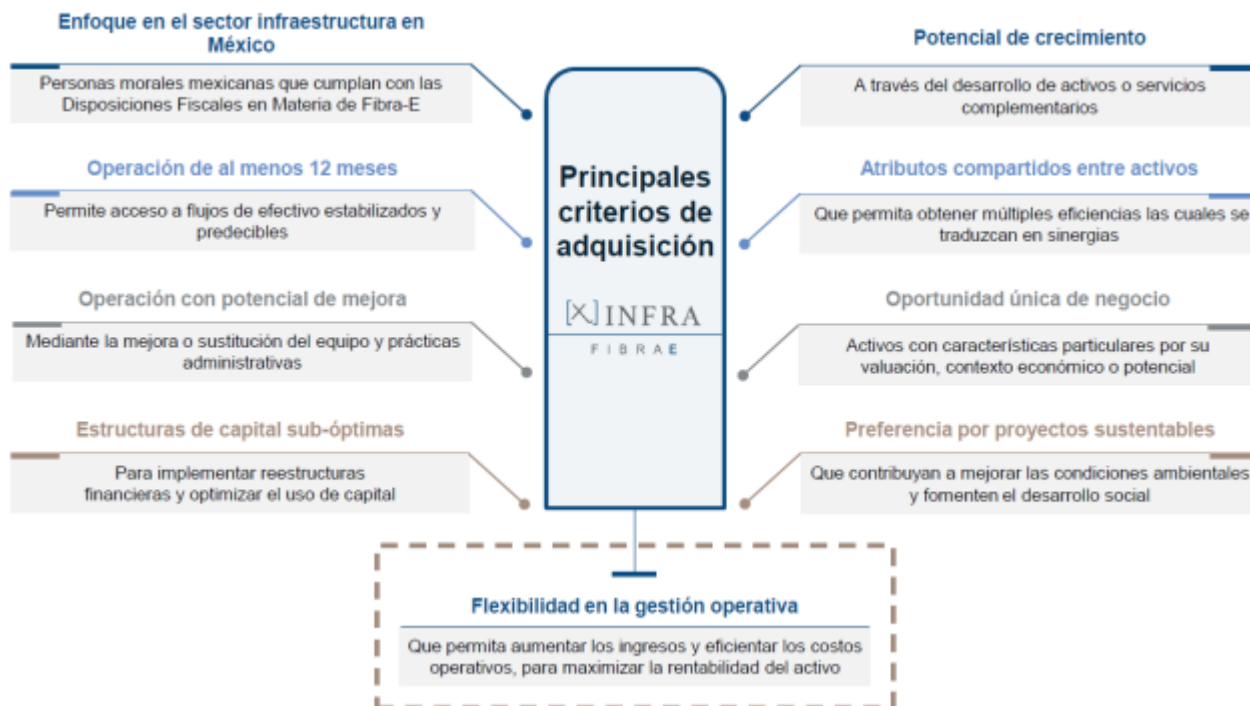 Enfoque en el sector infraestructura en
México
Personas morales mexicanas que cumplan con las
Disposiciones Fiscales en Materia de Fibra-E
Operación de al menos 12 meses
Permite acceso a flujos de efectivo estabilizados y
predecibles
Operación con potencial de mejora
Mediante la mejora o sustitución del equipo y prácticas
administrativas
Estructuras de capital sub-óptimas
Para implementar reestructuras
financieras y optimizar el uso de capital
Principales
criterios de
adquisición
[X] INFRA
FIBRAE
Potencial de crecimiento
A través del desarrollo de activos o servicios
complementarios
Atributos compartidos entre activos
Que permita obtener múltiples eficiencias las cuales se
traduzcan en sinergias
Oportunidad única de negocio
Activos con características particulares por su
valuación, contexto económico o potencial
Preferencia por proyectos sustentables
Que contribuyan a mejorar las condiciones ambientales
y fomenten el desarrollo social
Flexibilidad en la gestión operativa
Que permita aumentar los ingresos y eficientar los costos
operativos, para maximizar la rentabilidad del activo